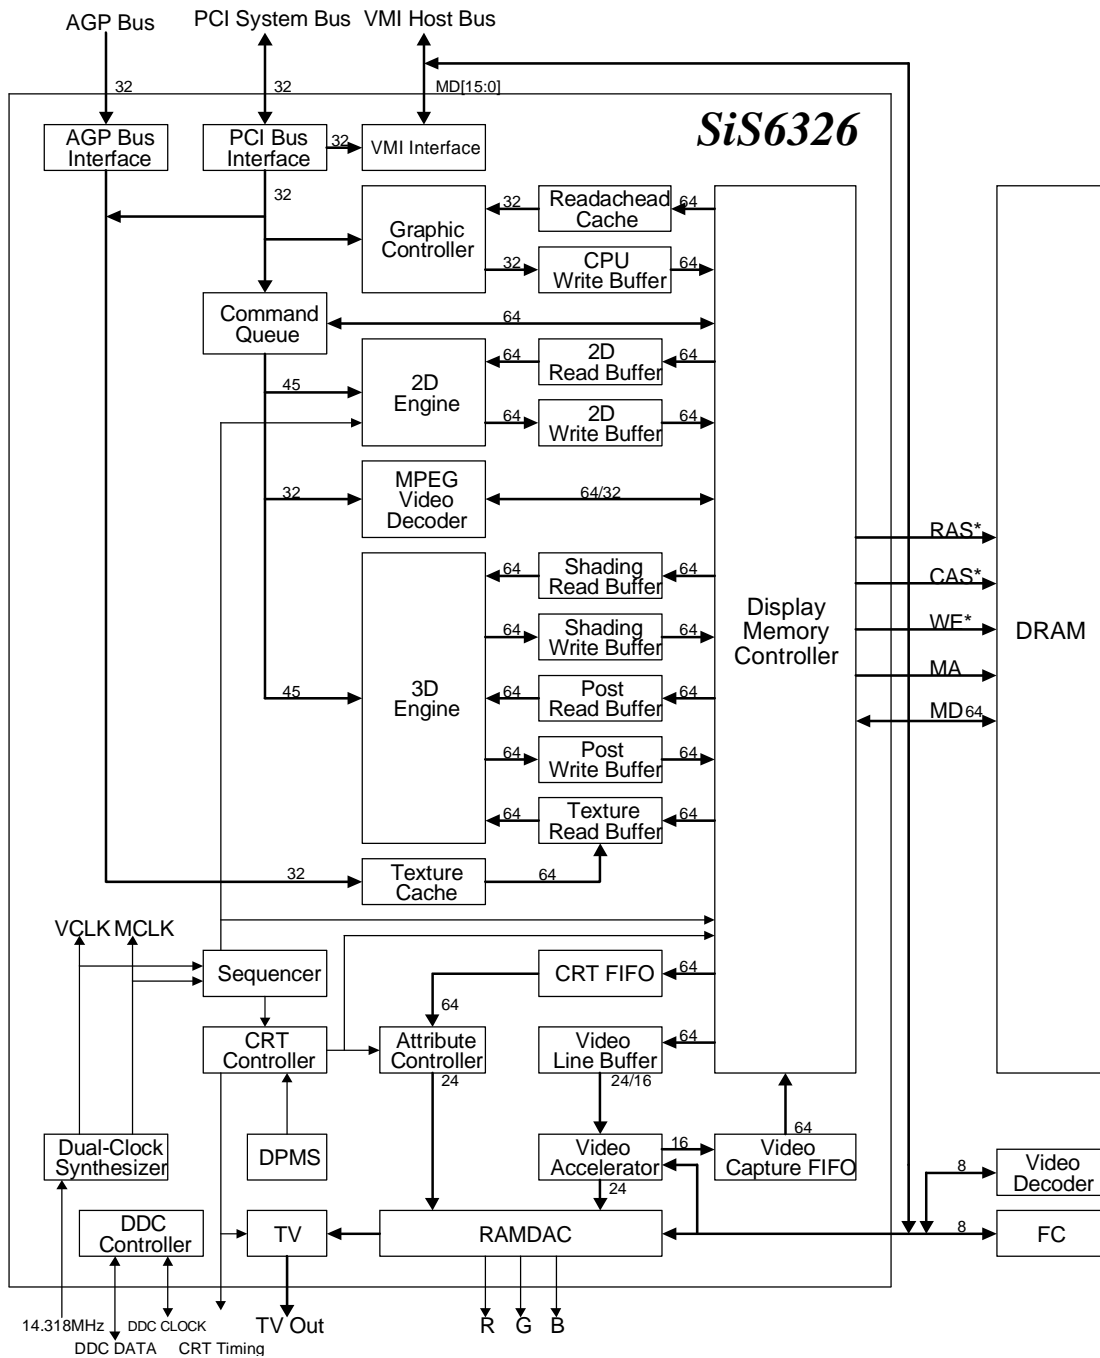 AGP Bus
PCI System Bus
VMI Host Bus
32
32
MD[15:0]
SiS6326
AGP Bus
Interface
PCI Bus
Interface
32
VMI Interface
32
Graphic
Controller
32
Readachead
Cache
64
32
CPU
Write Buffer
64
Command
Queue
64
45
2D
Engine
64
2D
Read Buffer
64
64
2D
Write Buffer
64
32
MPEG
Video
Decoder
64/32
Display
Memory
Controller
RAS*
CAS*
WE*
MA
MD 64
DRAM
45
3D
Engine
64
Shading
Read Buffer
64
64
Shading
Write Buffer
64
64
Post
Read Buffer
64
64
Post
Write Buffer
64
64
Texture
Read Buffer
64
32
Texture
Cache
64
VCLK
MCLK
Sequencer
CRT FIFO
64
64
CRT
Controller
Attribute
Controller
24
Video
Line Buffer
64
24/16
Dual-Clock
Synthesizer
DPMS
Video
Accelerator
16
64
Video
Capture FIFO
24
8
Video
Decoder
DDC
Controller
TV
RAMDAC
8
FC
14.318MHz
DDC DATA
DDC CLOCK
CRT Timing
TV Out
R
G
B